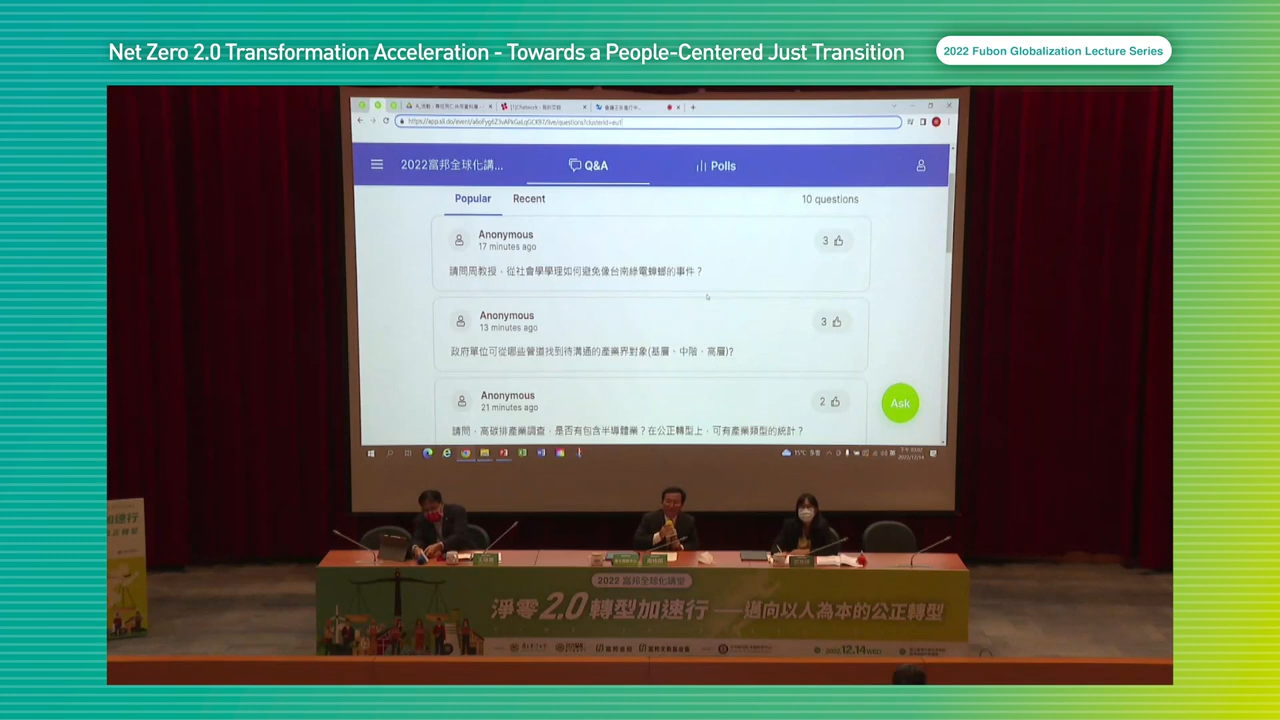 Net Zero 2.0 Transformation Acceleration - Towards a People-Centered Just Transition
2022 Fubon Globalization Lecture Series
2022富邦全球化講...
Q&A
Polls
Popular
Recent
10 questions
Anonymous
17 minutes ago
3
請問周教授，從社會學學理如何避免像台南綠電蟑螂的事件？
Anonymous
13 minutes ago
3
政府單位可從哪些管道找到待溝通的產業界對象(基層、中階、高層)?
Anonymous
21 minutes ago
2
Ask
請問，高碳排產業調查，是否有包含半導體業？在公正轉型上，可有產業類型的統計？
15°C
2022 富邦全球化講堂
淨零2.0轉型加速行——邁向以人為本的公正轉型
2022.12.14 WED